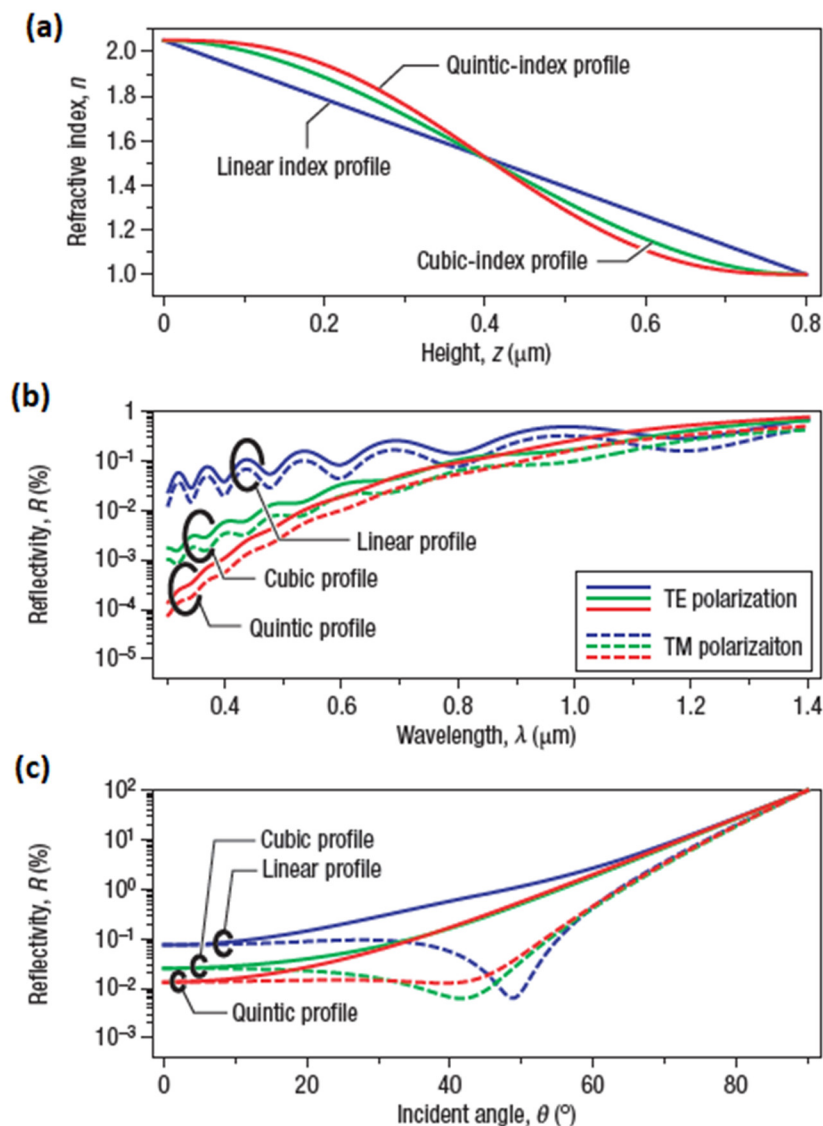 (a)
2.0
1.8
1.6
1.4
1.2
1.0
Refractive index, n
Quintic-index profile
Linear index profile
Cubic-index profile
0
0.2
0.4
0.6
0.8
Height, z (μm)
(b)
1
10⁻¹
10⁻²
10⁻³
10⁻⁴
10⁻⁵
Reflectivity, R (%)
Linear profile
Cubic profile
Quintic profile
TE polarization
TM polarizaiton
0.4
0.6
0.8
1.0
1.2
1.4
Wavelength, λ (μm)
(c)
10²
10¹
10⁰
10⁻¹
10⁻²
10⁻³
Reflectivity, R (%)
Cubic profile
Linear profile
Quintic profile
0
20
40
60
80
Incident angle, θ (°)